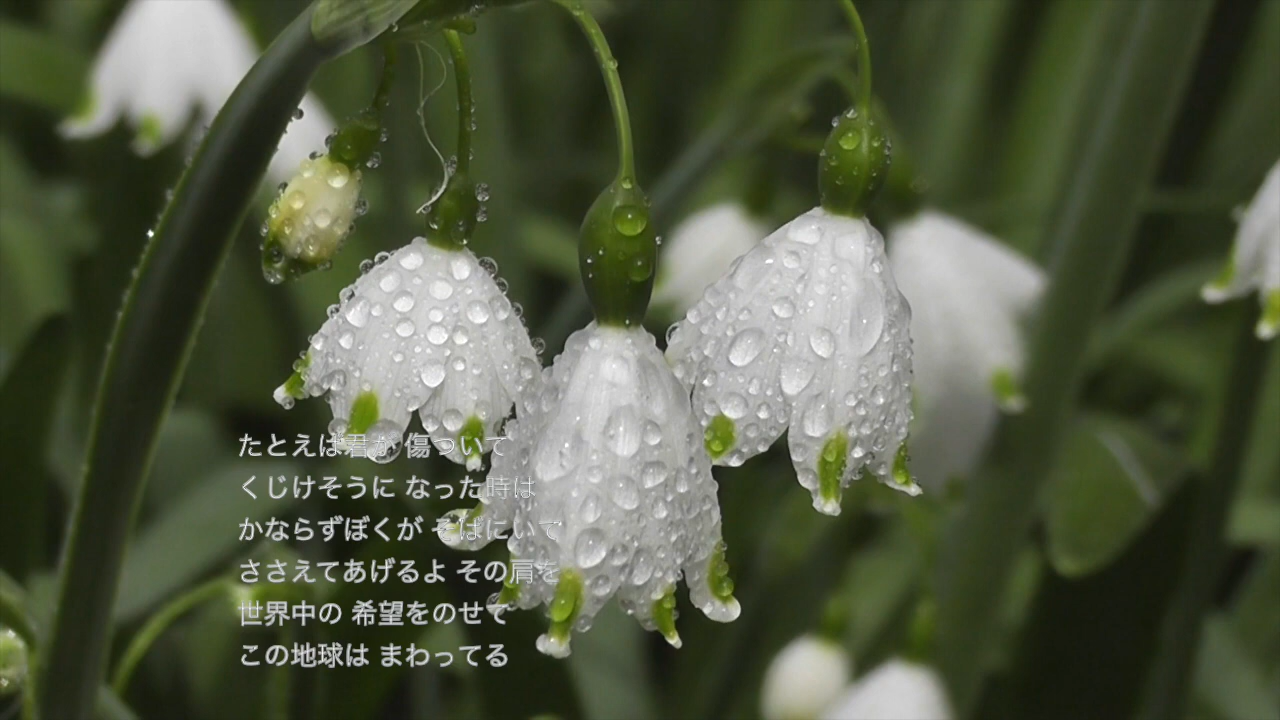 たとえば君が 傷ついて
くじけそうに なった時は
かならずぼくが そばにいて
ささえてあげるよ その肩を
世界中の 希望をのせて
この地球は まわってる